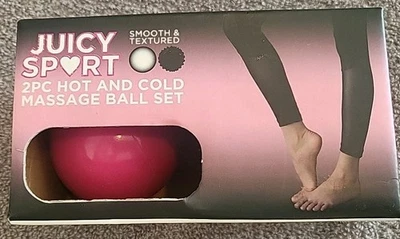 JUICY
SPORT
SMOOTH &
TEXTURED
2PC HOT AND COLD
MASSAGE BALL SET